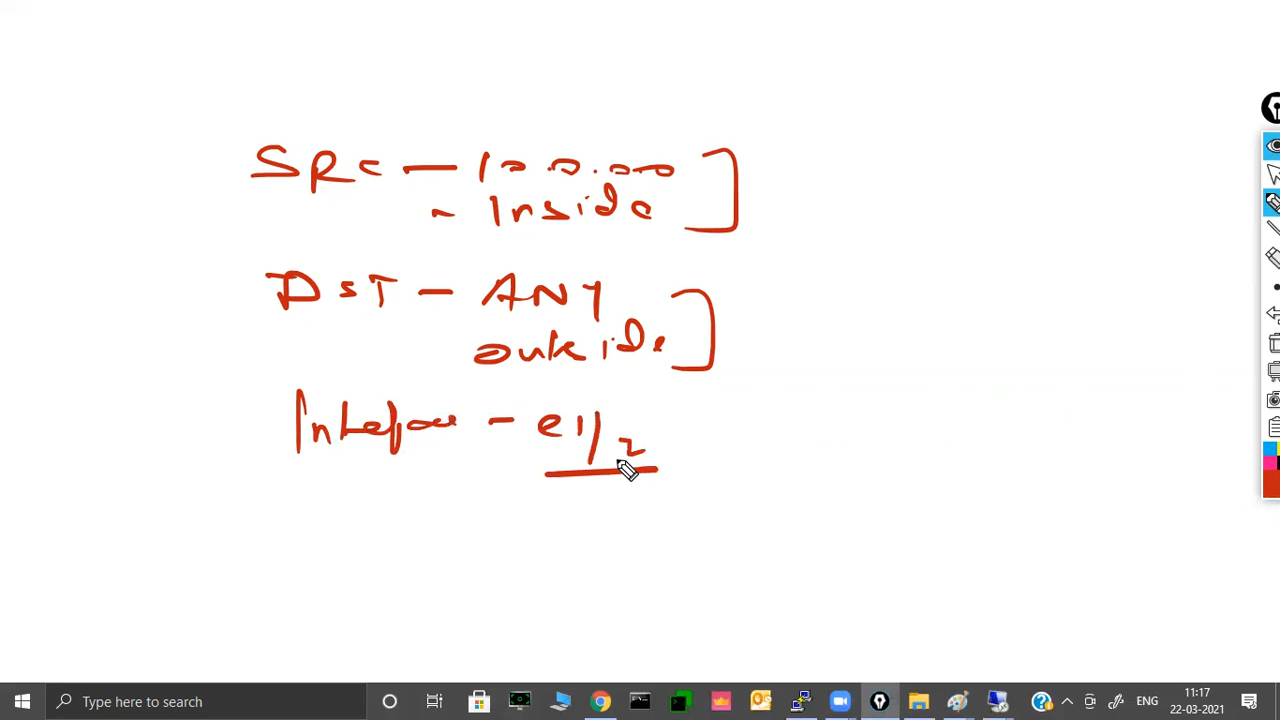 SRC — 10.0.0.0
- Inside
DST - ANY
outside
Interface - e1/2
Type here to search
ENG
11:17
22-03-2021